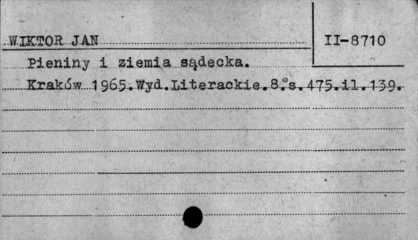 WIKTOR JAN II-8710
Pieniny i ziemia sądecka.
Kraków 1965.Wyd.Literackie.8.°s.475.il.139.